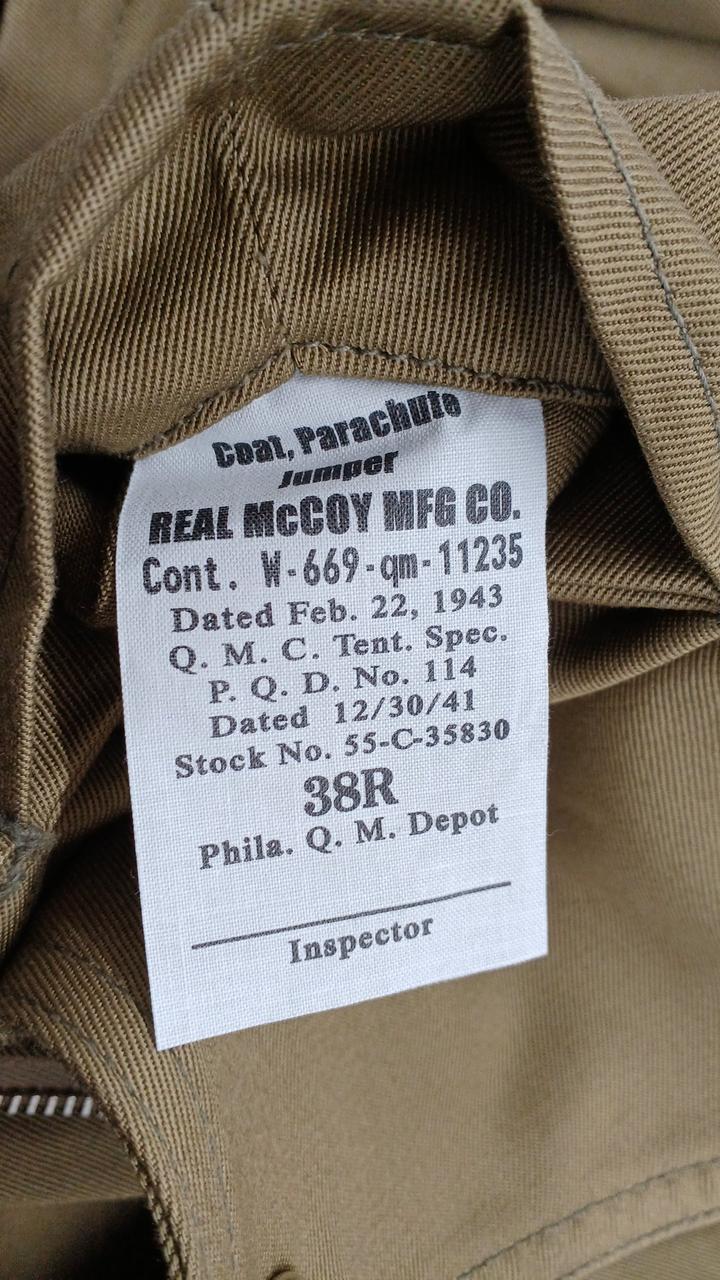 Coat, Parachute
Jumper
REAL McCOY MFG CO.
Cont. W-669-qm-11235
Dated Feb. 22, 1943
Q. M. C. Tent. Spec.
P. Q. D. No. 114
Dated 12/30/41
Stock No. 55-C-35830
38R
Phila. Q. M. Depot
Inspector